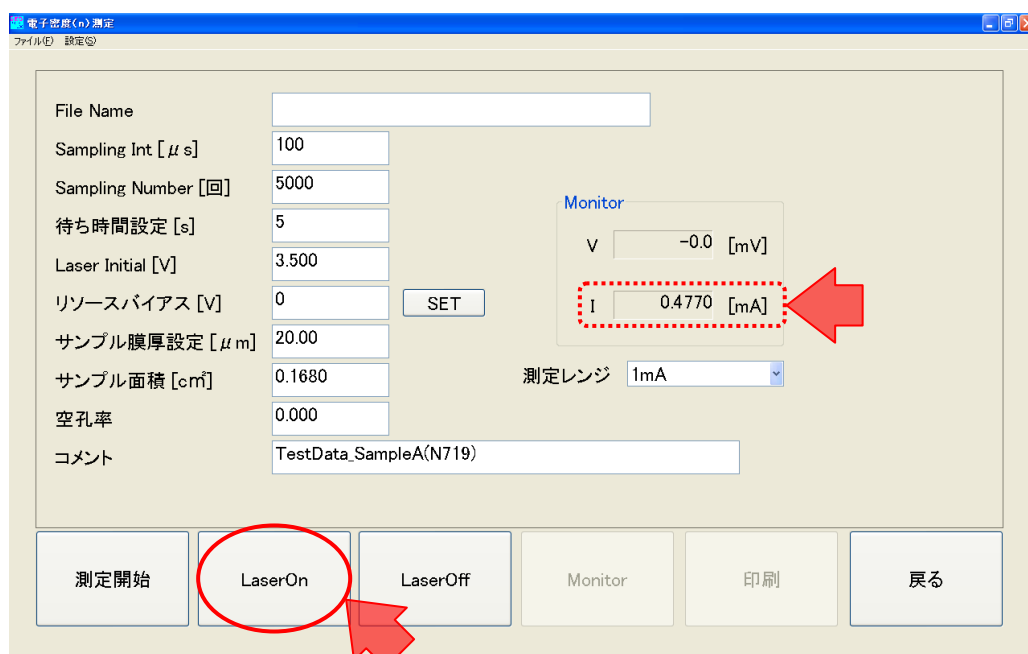 電子密度(n)測定
ファイル(F) 設定(S)
File Name
Sampling Int [μs] 100
Sampling Number [回] 5000
待ち時間設定 [s] 5
Laser Initial [V] 3.500
リソースバイアス [V] 0 SET
サンプル膜厚設定 [μm] 20.00
サンプル面積 [c㎡] 0.1680
空孔率 0.000
コメント TestData_SampleA(N719)
Monitor
V -0.0 [mV]
I 0.4770 [mA]
測定レンジ 1mA
測定開始 LaserOn LaserOff Monitor 印刷 戻る